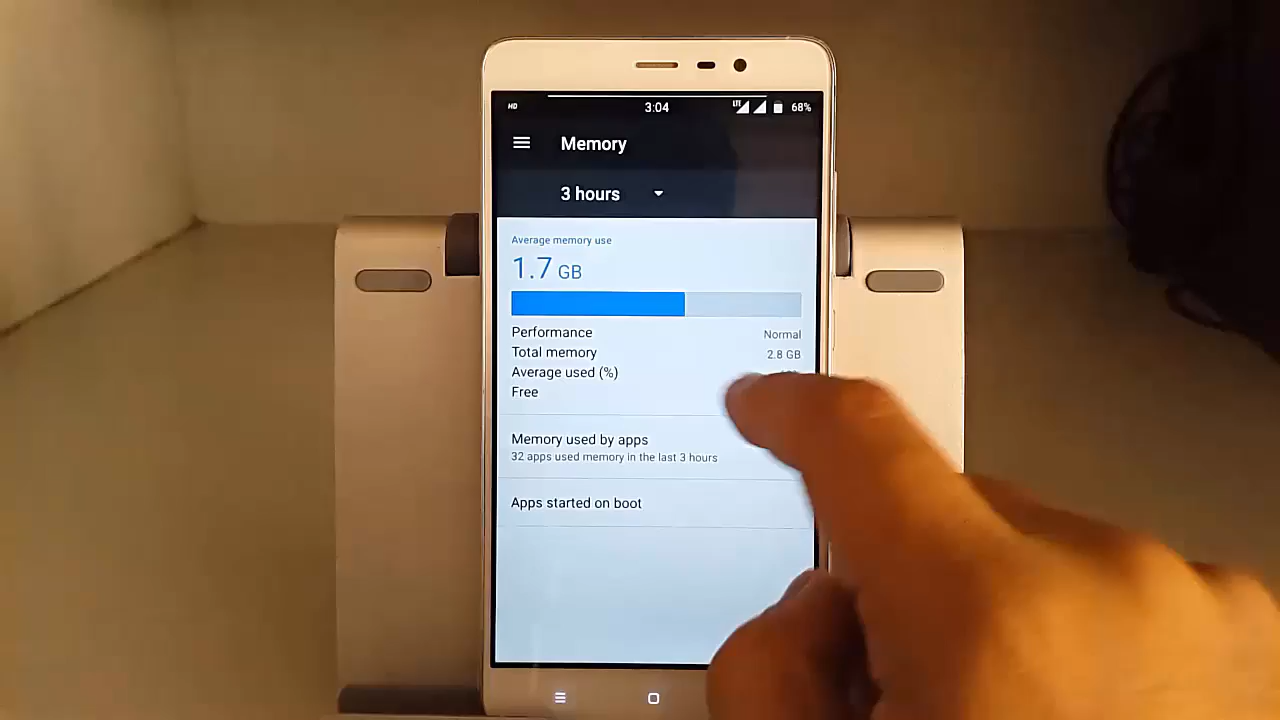 HD 3:04 LTE 68%
Memory
3 hours
Average memory use
1.7 GB
Performance Normal
Total memory 2.8 GB
Average used (%)
Free
Memory used by apps
32 apps used memory in the last 3 hours
Apps started on boot